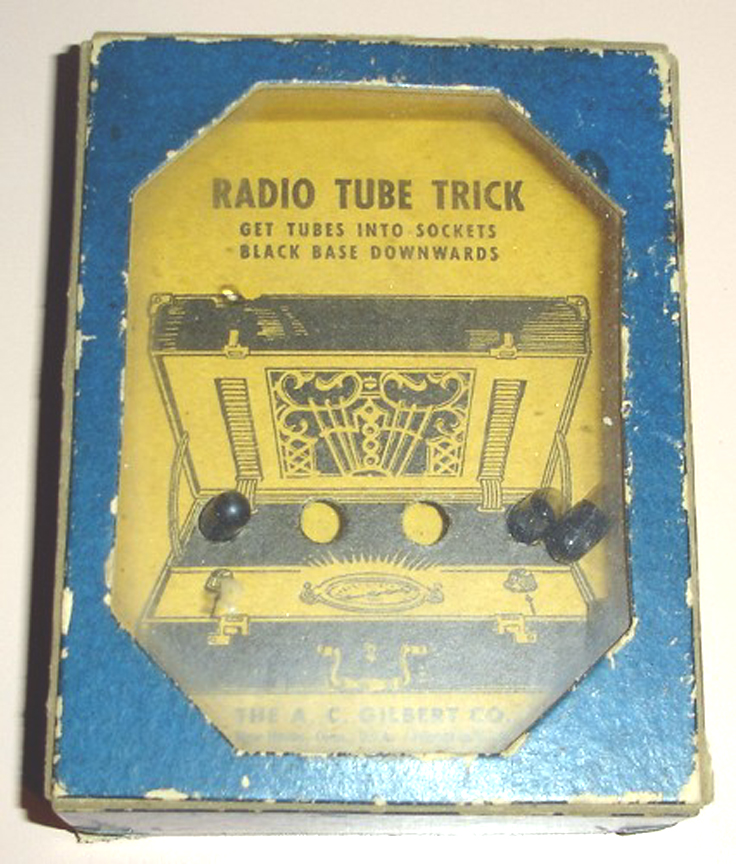 RADIO TUBE TRICK
GET TUBES INTO SOCKETS
BLACK BASE DOWNWARDS
THE A. C. GILBERT CO.